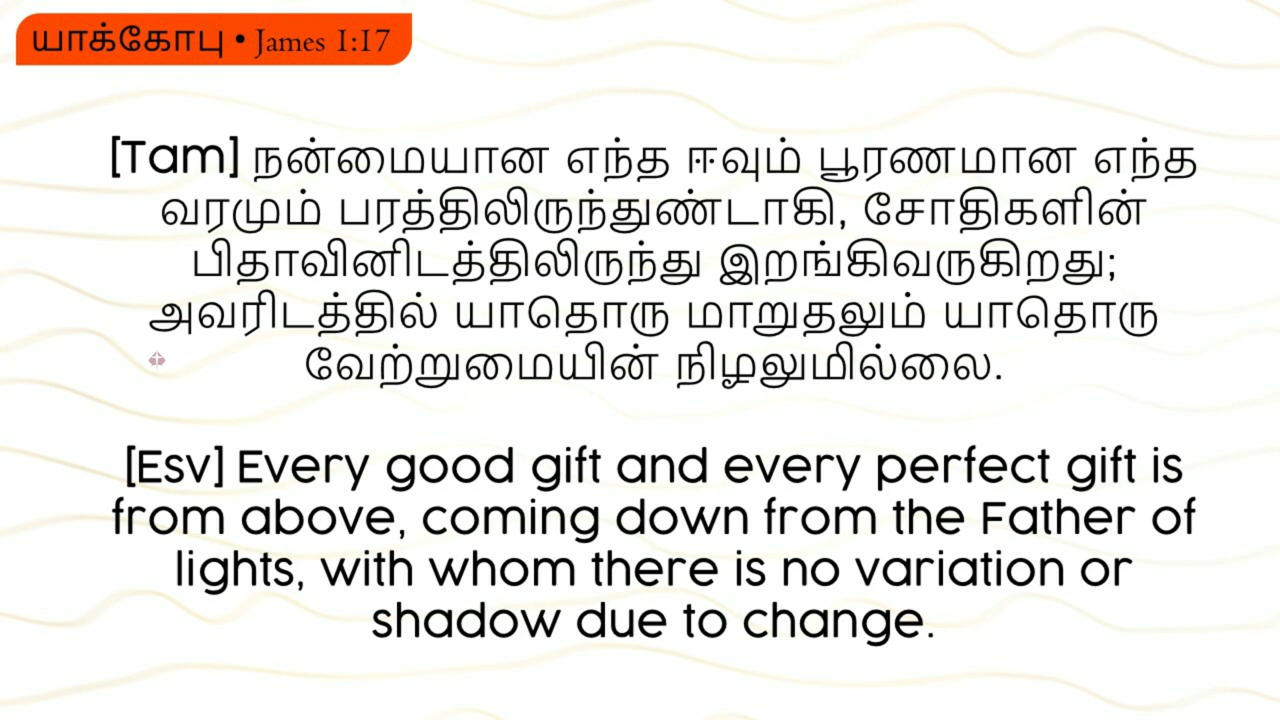 யாக்கோபு • James 1:17
[Tam] நன்மையான எந்த ஈவும் பூரணமான எந்த
வரமும் பரத்திலிருந்துண்டாகி, சோதிகளின்
பிதாவினிடத்திலிருந்து இறங்கிவருகிறது;
அவரிடத்தில் யாதொரு மாறுதலும் யாதொரு
வேற்றுமையின் நிழலுமில்லை.
[Esv] Every good gift and every perfect gift is
from above, coming down from the Father of
lights, with whom there is no variation or
shadow due to change.